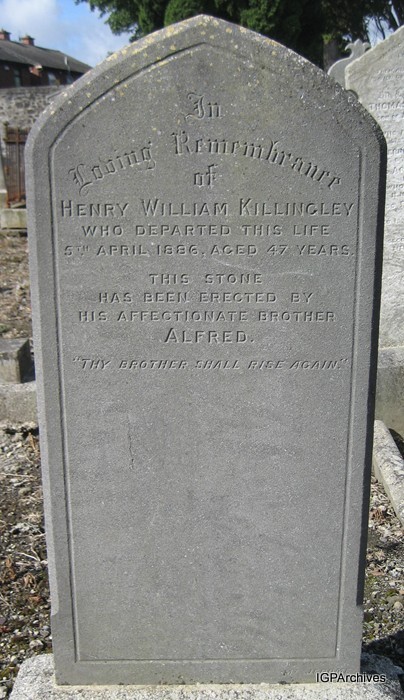 In
Loving Remembrance
of
HENRY WILLIAM KILLINGLEY
WHO DEPARTED THIS LIFE
5TH APRIL 1886, AGED 47 YEARS.
THIS STONE
HAS BEEN ERECTED BY
HIS AFFECTIONATE BROTHER
ALFRED.
"THY BROTHER SHALL RISE AGAIN."
THOMAS
IGPArchives